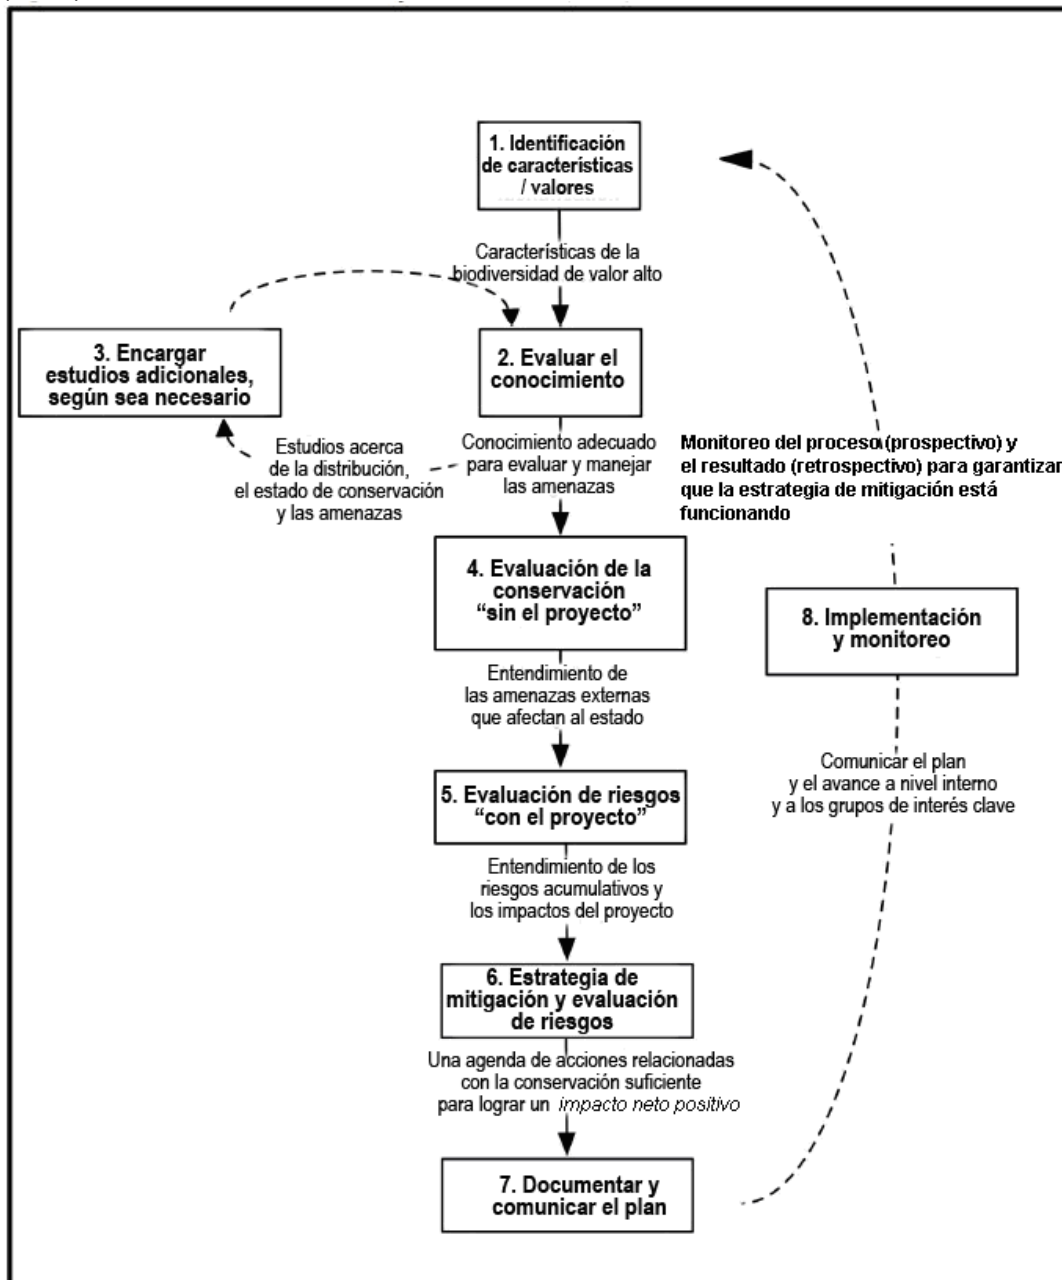 1. Identificación
de características
/ valores
Características de la
biodiversidad de valor alto
3. Encargar
estudios adicionales,
según sea necesario
2. Evaluar el
conocimiento
Estudios acerca
de la distribución,
el estado de conservación
y las amenazas
Conocimiento adecuado
para evaluar y manejar
las amenazas
Monitoreo del proceso (prospectivo) y
el resultado (retrospectivo) para garantizar
que la estrategia de mitigación está
funcionando
4. Evaluación de la
conservación
“sin el proyecto”
8. Implementación
y monitoreo
Entendimiento de
las amenazas externas
que afectan al estado
Comunicar el plan
y el avance a nivel interno
y a los grupos de interés clave
5. Evaluación de riesgos
“con el proyecto”
Entendimiento de los
riesgos acumulativos y
los impactos del proyecto
6. Estrategia de
mitigación y evaluación
de riesgos
Una agenda de acciones relacionadas
con la conservación suficiente
para lograr un impacto neto positivo
7. Documentar y
comunicar el plan